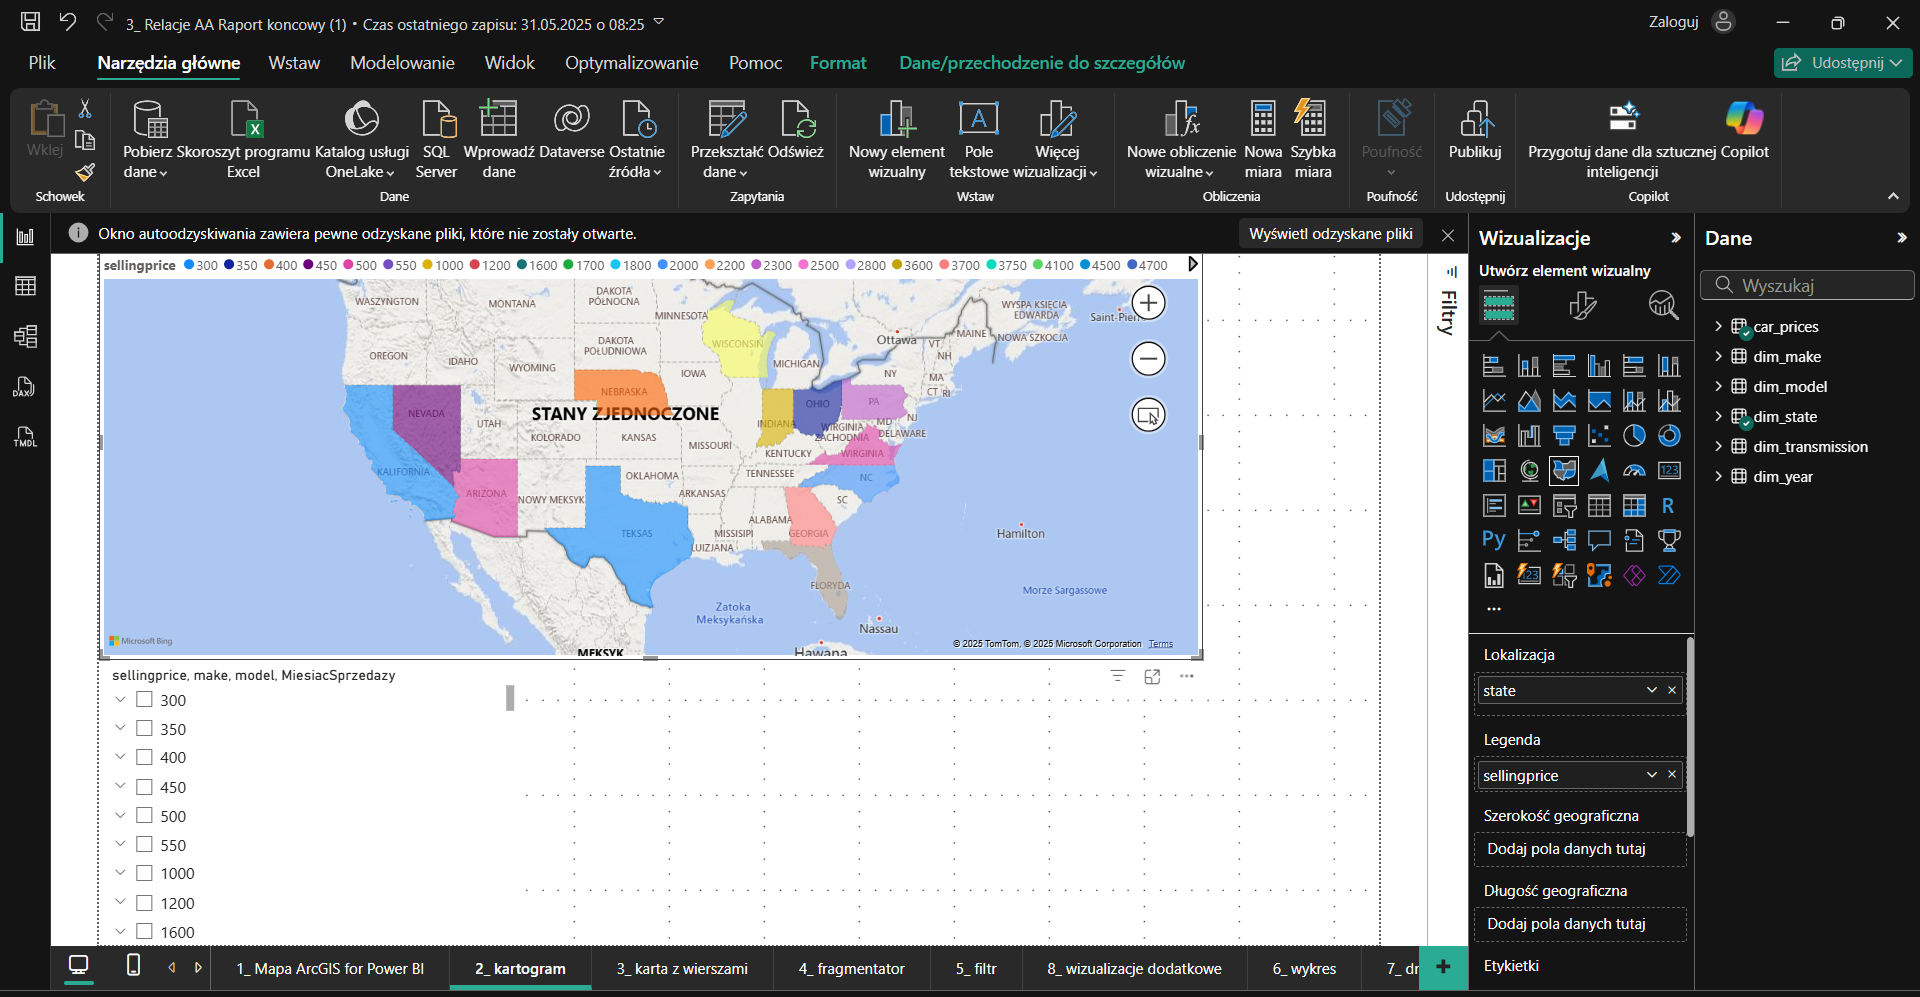 3_ Relacje AA Raport koncowy (1) • Czas ostatniego zapisu: 31.05.2025 o 08:25
Zaloguj
Plik
Narzędzia główne
Wstaw
Modelowanie
Widok
Optymalizowanie
Pomoc
Format
Dane/przechodzenie do szczegółów
Udostępnij
Wklej
Schowek
Pobierz dane
Skoroszyt programu Excel
Katalog usługi OneLake
SQL Server
Wprowadź dane
Dataverse
Ostatnie źródła
Dane
Przekształć dane
Odśwież
Zapytania
Nowy element wizualny
Pole tekstowe
Więcej wizualizacji
Wstaw
Nowe obliczenie wizualne
Nowa miara
Szybka miara
Obliczenia
Poufność
Poufność
Publikuj
Udostępnij
Przygotuj dane dla sztucznej inteligencji
Copilot
Copilot
Okno autoodzyskiwania zawiera pewne odzyskane pliki, które nie zostały otwarte.
Wyświetl odzyskane pliki
DAX
TMDL
sellingprice 300 350 400 450 500 550 1000 1200 1600 1700 1800 2000 2200 2300 2500 2800 3600 3700 3750 4100 4500 4700
WASZYNGTON
MONTANA
DAKOTA PÓŁNOCNA
MINNESOTA
WISCONSIN
MICHIGAN
Ottawa
VT
NH
MAINE
WYSPA KSIĘCIA EDWARDA
NOWA SZKOCJA
OREGON
IDAHO
WYOMING
DAKOTA POŁUDNIOWA
IOWA
NY
MA
CT RI
NEVADA
UTAH
NEBRASKA
STANY ZJEDNOCZONE
KOLORADO
KANSAS
MISSOURI
INDIANA
OHIO
PA
NJ
MD
DELAWARE
WIRGINIA ZACHODNIA
WIRGINIA
KENTUCKY
KALIFORNIA
ARIZONA
NOWY MEKSYK
OKLAHOMA
ARKANSAS
TENNESSEE
NC
SC
TEKSAS
LUIZJANA
MISSISIPI
ALABAMA
GEORGIA
FLORYDA
Hamilton
Morze Sargassowe
Zatoka Meksykańska
Nassau
Hawana
MEKSYK
Microsoft Bing
© 2025 TomTom, © 2025 Microsoft Corporation Terms
sellingprice, make, model, MiesiacSprzedazy
300
350
400
450
500
550
1000
1200
1600
Filtry
Wizualizacje
Utwórz element wizualny
123
R
Py
123
Lokalizacja
state
Legenda
sellingprice
Szerokość geograficzna
Dodaj pola danych tutaj
Długość geograficzna
Dodaj pola danych tutaj
Etykietki
Dane
Wyszukaj
car_prices
dim_make
dim_model
dim_state
dim_transmission
dim_year
1_ Mapa ArcGIS for Power BI
2_ kartogram
3_ karta z wierszami
4_ fragmentator
5_ filtr
8_ wizualizacje dodatkowe
6_ wykres
7_ dr